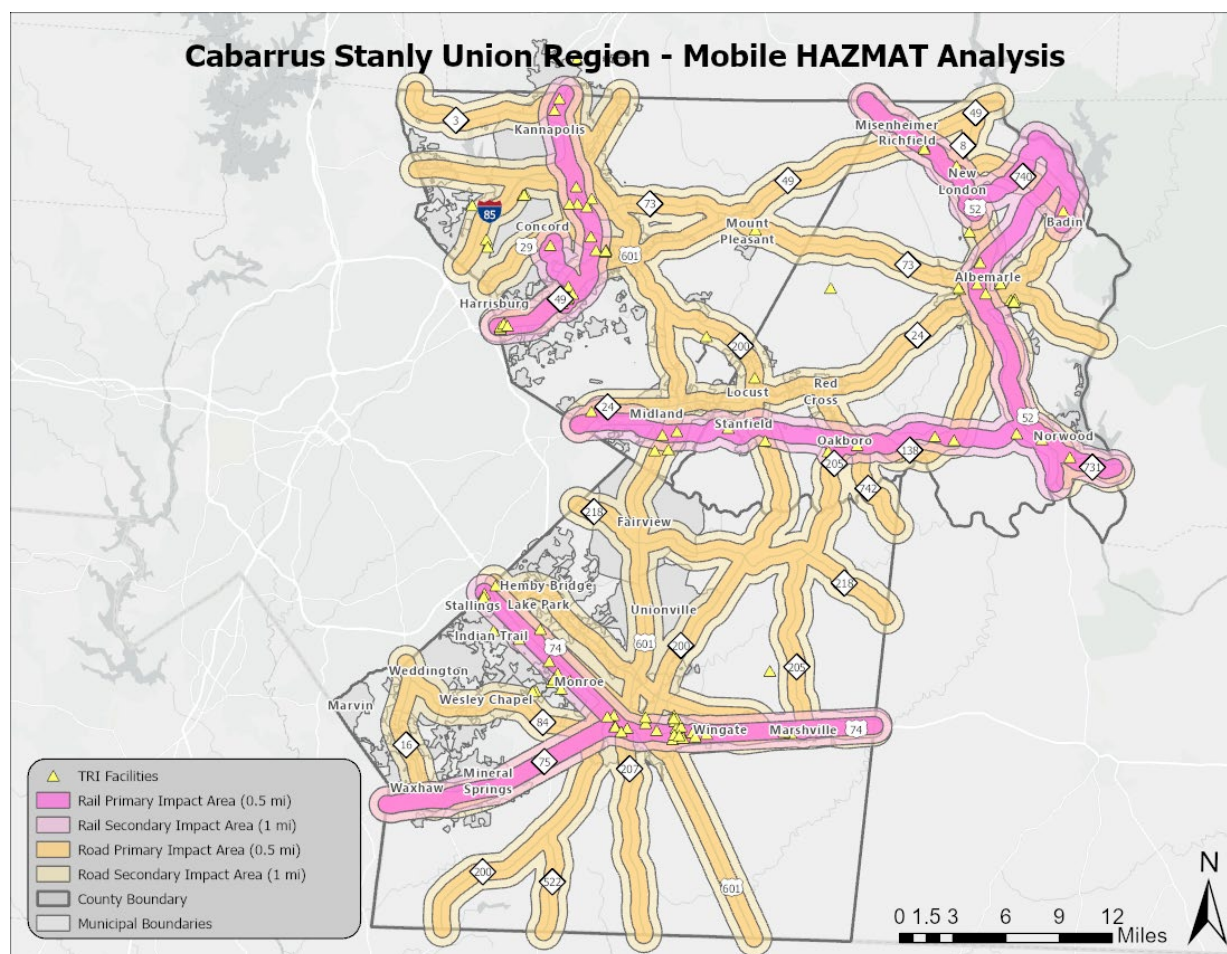 Cabarrus Stanly Union Region - Mobile HAZMAT Analysis
3
Kannapolis
49
Misenheimer
Richfield
8
49
New
London
740
73
85
52
Badin
Concord
Mount
Pleasant
29
601
73
Albemarle
Harrisburg
49
24
200
Red
Cross
Locust
24
Midland
52
Stanfield
Oakboro
138
Norwood
205
731
742
218
Fairview
218
Hemby Bridge
Stallings
Lake Park
Unionville
Indian Trail
74
601
200
205
Weddington
Monroe
Wesley Chapel
Marvin
84
Wingate
Marshville
74
16
75
207
Mineral
Springs
Waxhaw
200
522
601
TRI Facilities
Rail Primary Impact Area (0.5 mi)
Rail Secondary Impact Area (1 mi)
Road Primary Impact Area (0.5 mi)
Road Secondary Impact Area (1 mi)
County Boundary
Municipal Boundaries
N
0 1.5 3 6 9 12
Miles